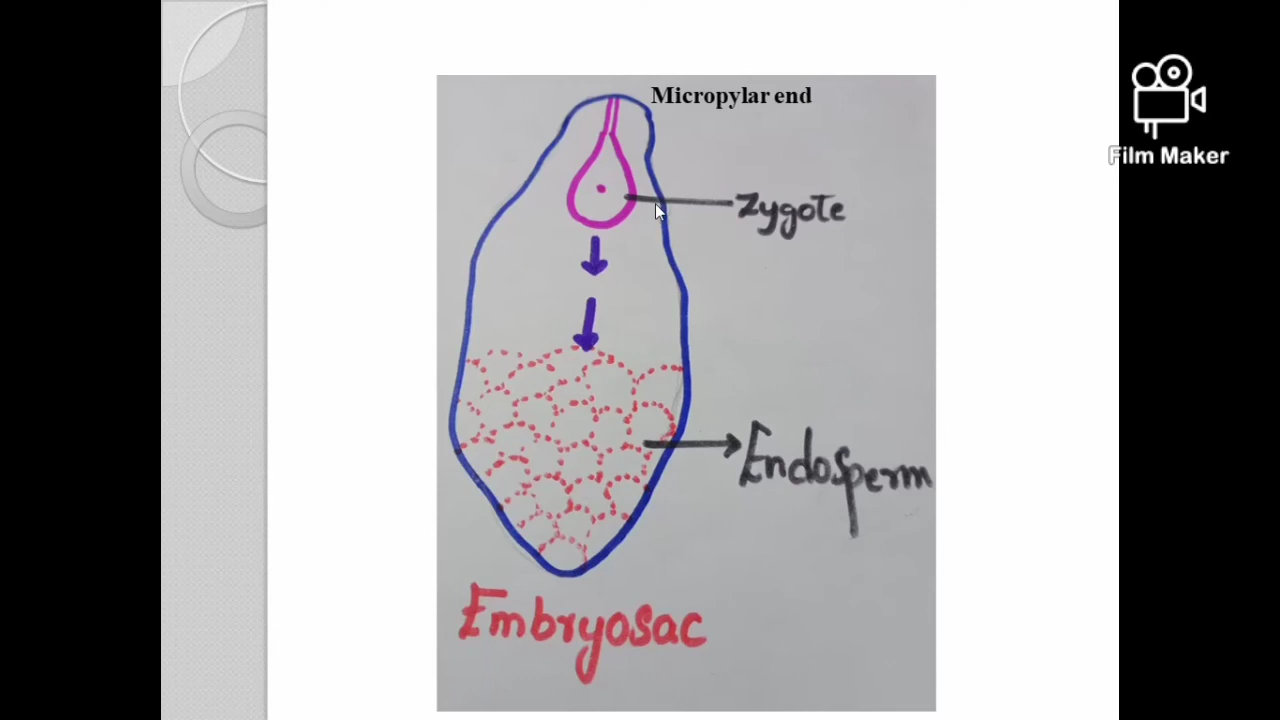 Micropylar end
Film Maker
Zygote
Endosperm
Embryosac